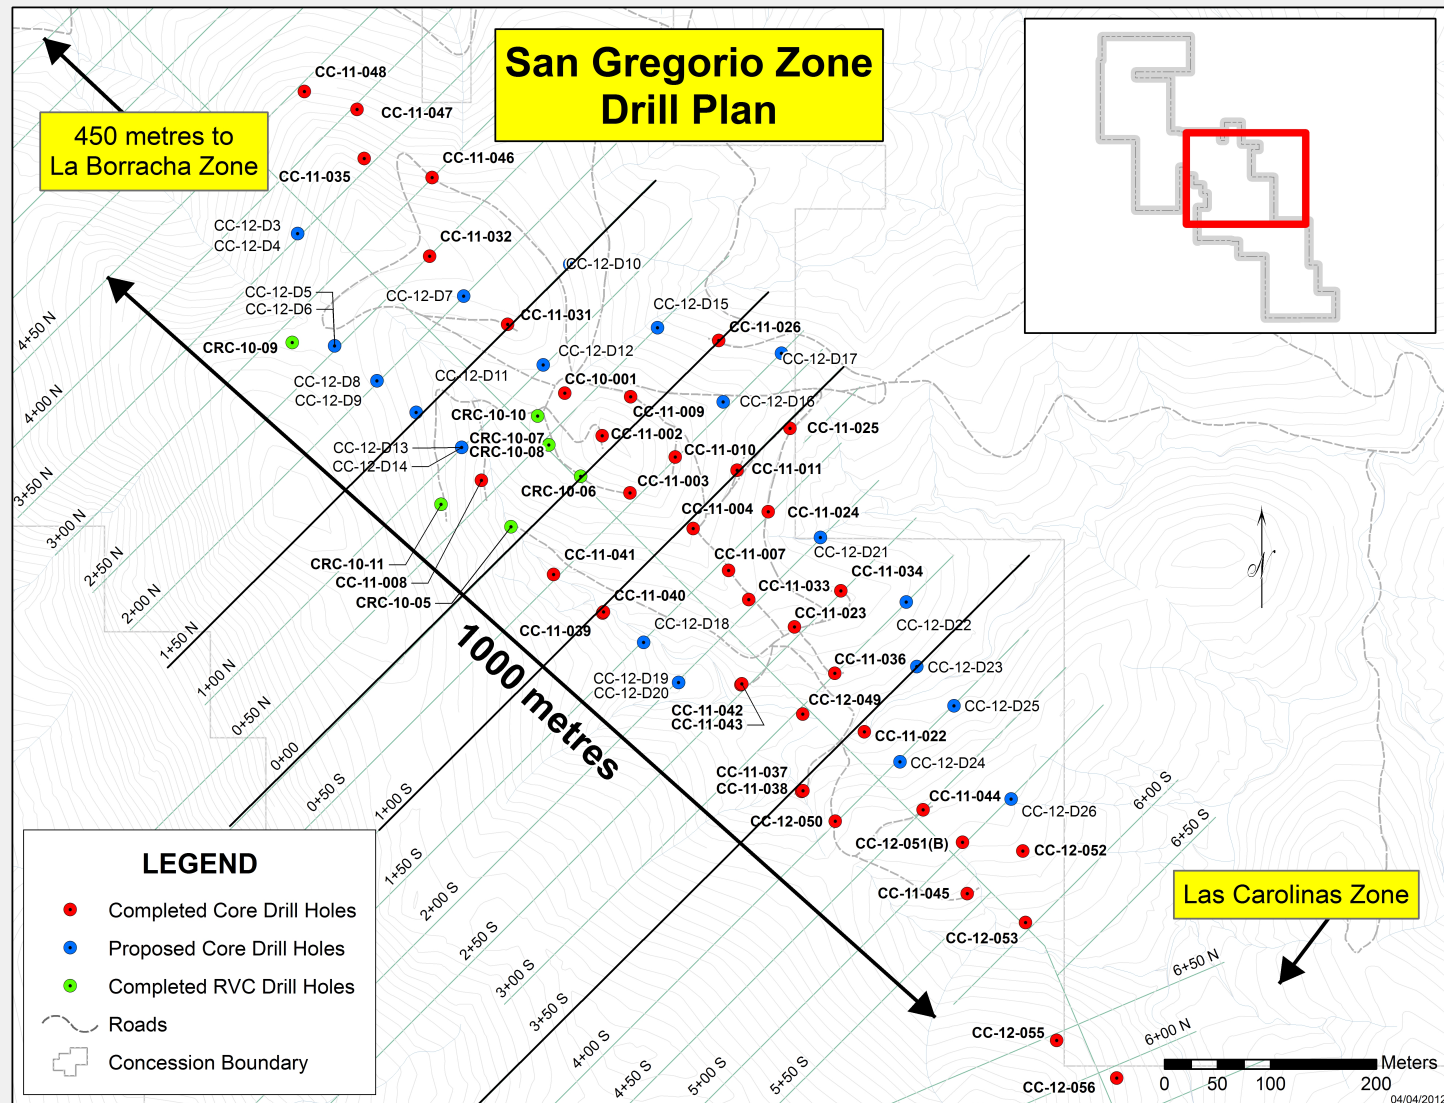 San Gregorio Zone
Drill Plan
450 metres to
La Borracha Zone
CC-11-048
CC-11-047
CC-11-035
CC-11-046
CC-12-D3
CC-12-D4
CC-11-032
CC-12-D10
CC-12-D5
CC-12-D6
CC-12-D7
CC-12-D15
CC-11-031
CC-11-026
CRC-10-09
CC-12-D12
CC-12-D17
CC-12-D8
CC-12-D9
CC-12-D11
CC-10-001
CC-12-D16
CRC-10-10
CC-11-009
CC-11-025
CC-12-D13
CC-12-D14
CRC-10-07
CRC-10-08
CC-11-002
CC-11-010
CC-11-011
CRC-10-06
CC-11-003
CC-11-004
CC-11-024
CC-12-D21
CRC-10-11
CC-11-008
CRC-10-05
CC-11-041
CC-11-007
CC-11-034
CC-11-033
CC-11-040
CC-11-039
CC-12-D18
CC-11-023
CC-12-D22
CC-12-D19
CC-12-D20
CC-11-036
CC-12-D23
CC-11-042
CC-11-043
CC-12-049
CC-12-D25
CC-11-022
CC-12-D24
CC-11-037
CC-11-038
CC-11-044
CC-12-D26
CC-12-050
CC-12-051(B)
CC-12-052
CC-11-045
CC-12-053
CC-12-055
CC-12-056
1000 metres
4+50 N
4+00 N
3+50 N
3+00 N
2+50 N
2+00 N
1+50 N
1+00 N
0+50 N
0+00
0+50 S
1+00 S
1+50 S
2+00 S
2+50 S
3+00 S
3+50 S
4+00 S
4+50 S
5+00 S
5+50 S
6+00 S
6+50 S
6+50 N
6+00 N
N
Las Carolinas Zone
LEGEND
Completed Core Drill Holes
Proposed Core Drill Holes
Completed RVC Drill Holes
Roads
Concession Boundary
Meters
0 50 100 200
04/04/2012